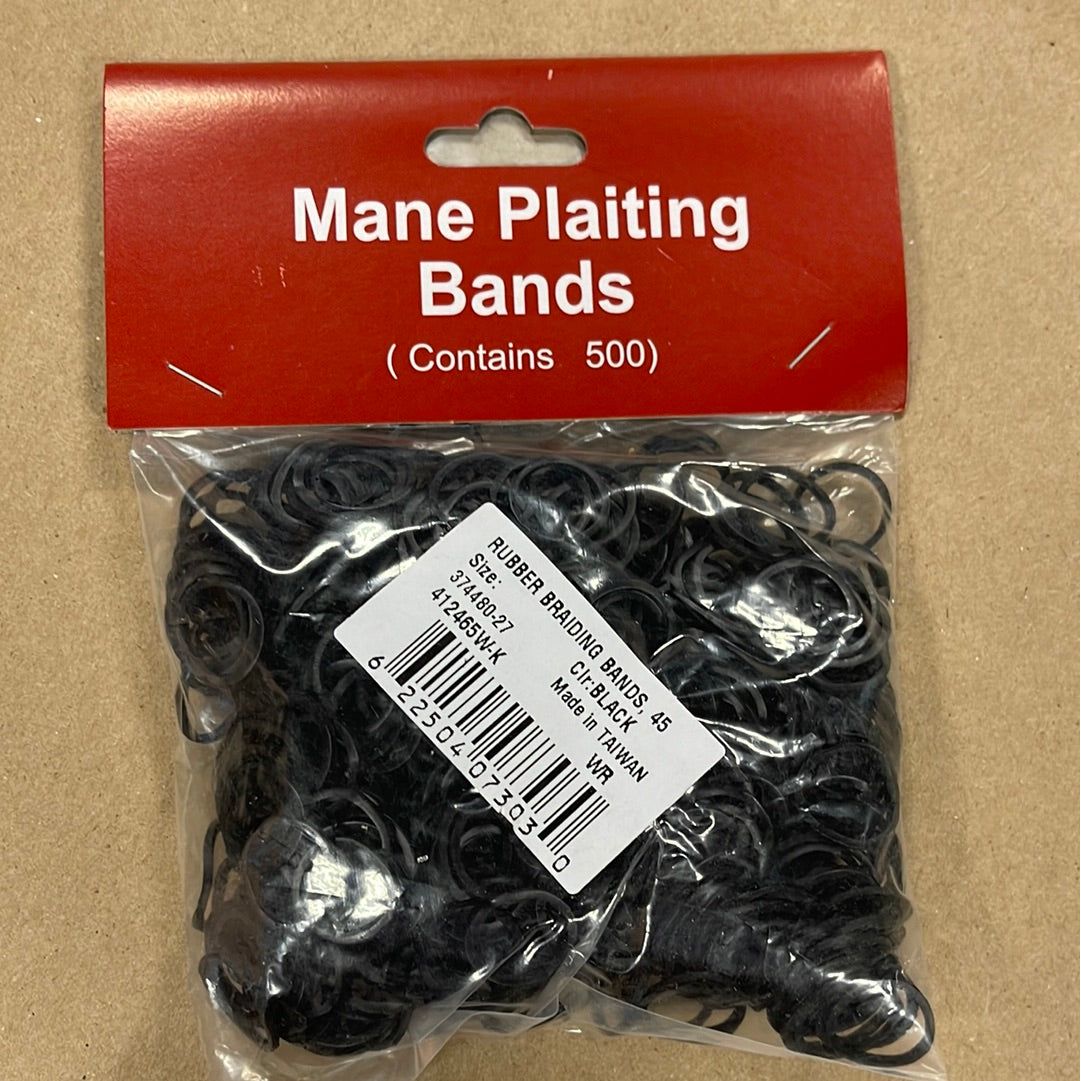 Mane Plaiting
Bands
( Contains 500)
RUBBER BRAIDING BANDS, 45
Size:
374480-27
Clr:BLACK
412465W-K
Made in TAIWAN
WR
6 22504 07303 0